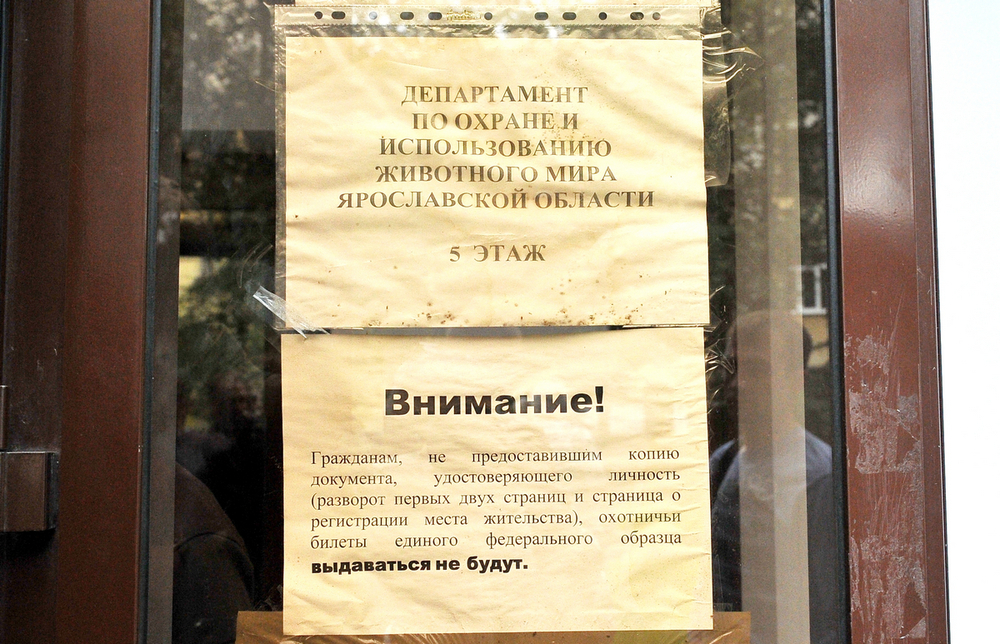 ДЕПАРТАМЕНТ
ПО ОХРАНЕ И
ИСПОЛЬЗОВАНИЮ
ЖИВОТНОГО МИРА
ЯРОСЛАВСКОЙ ОБЛАСТИ
5 ЭТАЖ
Внимание!
Гражданам, не предоставившим копию
документа, удостоверяющего личность
(разворот первых двух страниц и страница о
регистрации места жительства), охотничьи
билеты единого федерального образца
выдаваться не будут.